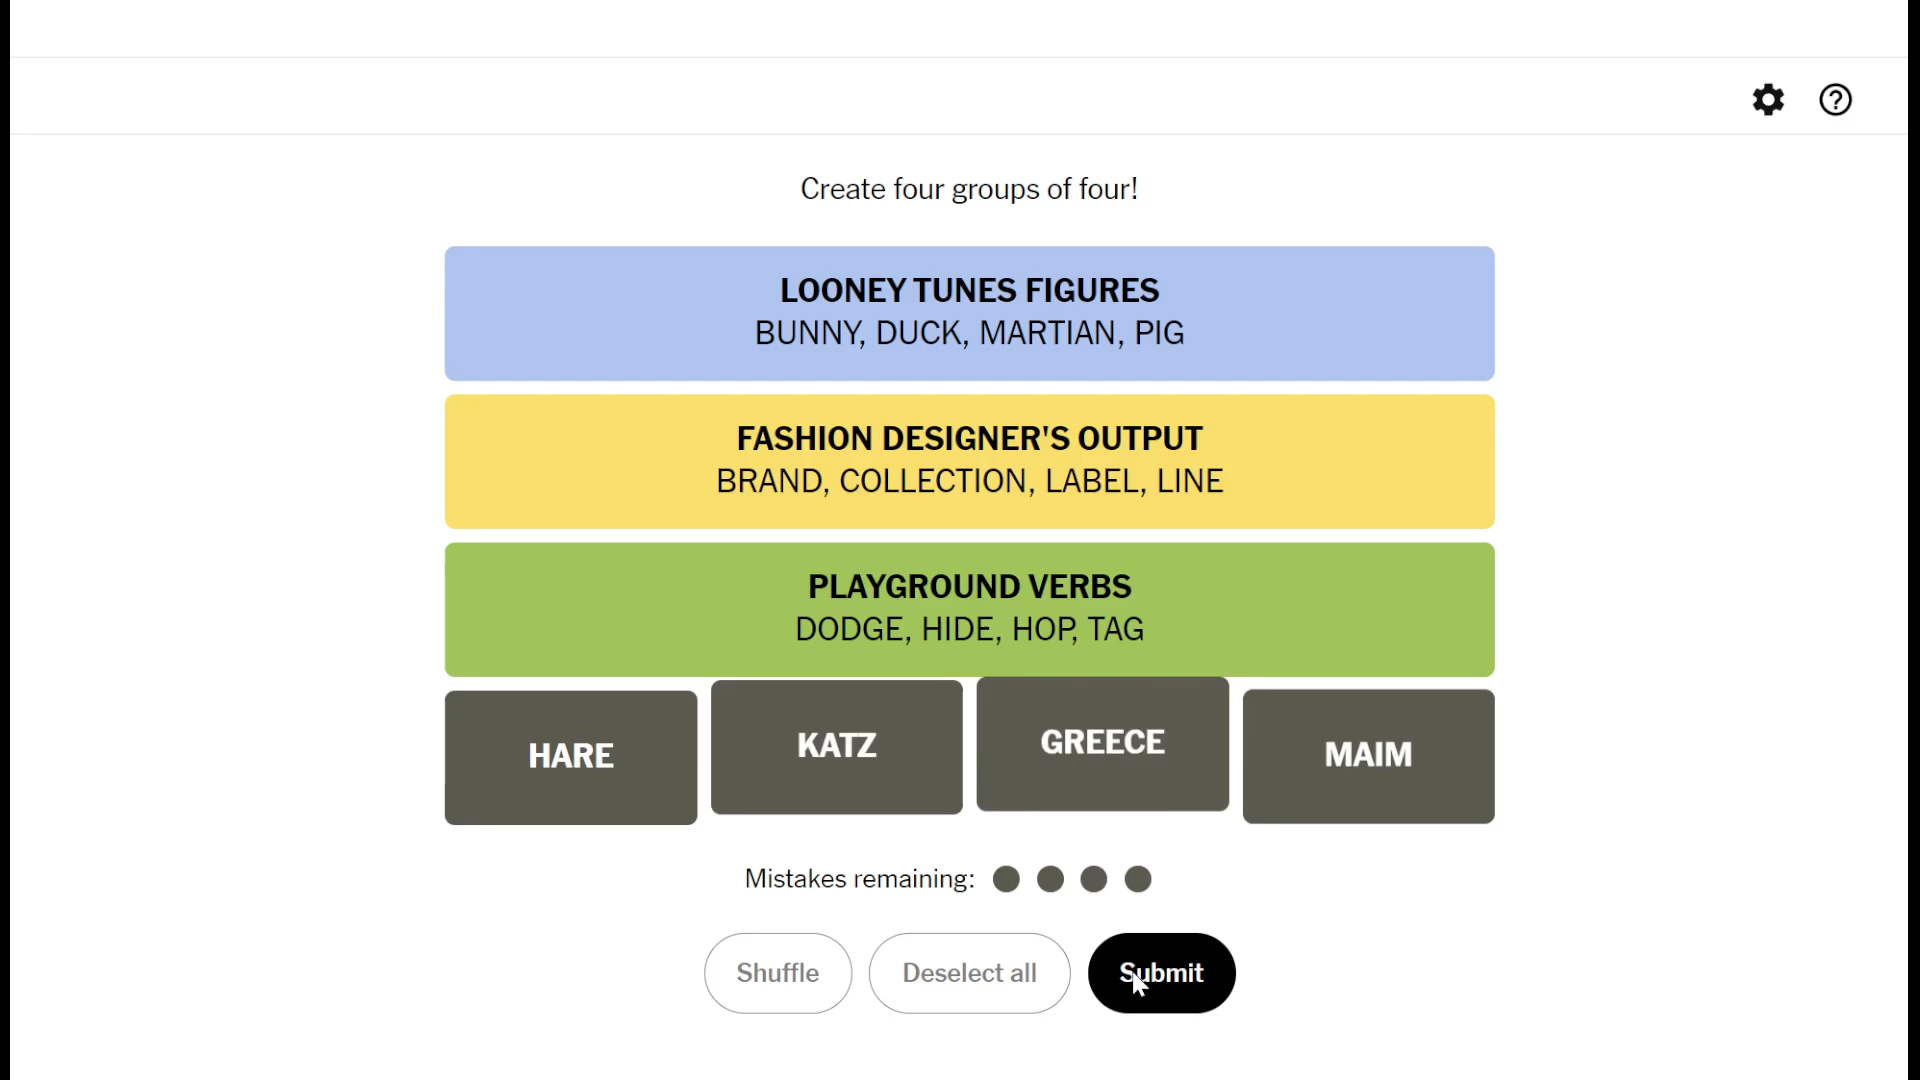 Create four groups of four!
LOONEY TUNES FIGURES
BUNNY, DUCK, MARTIAN, PIG
FASHION DESIGNER'S OUTPUT
BRAND, COLLECTION, LABEL, LINE
PLAYGROUND VERBS
DODGE, HIDE, HOP, TAG
HARE KATZ GREECE MAIM
Mistakes remaining:
Shuffle Deselect all Submit